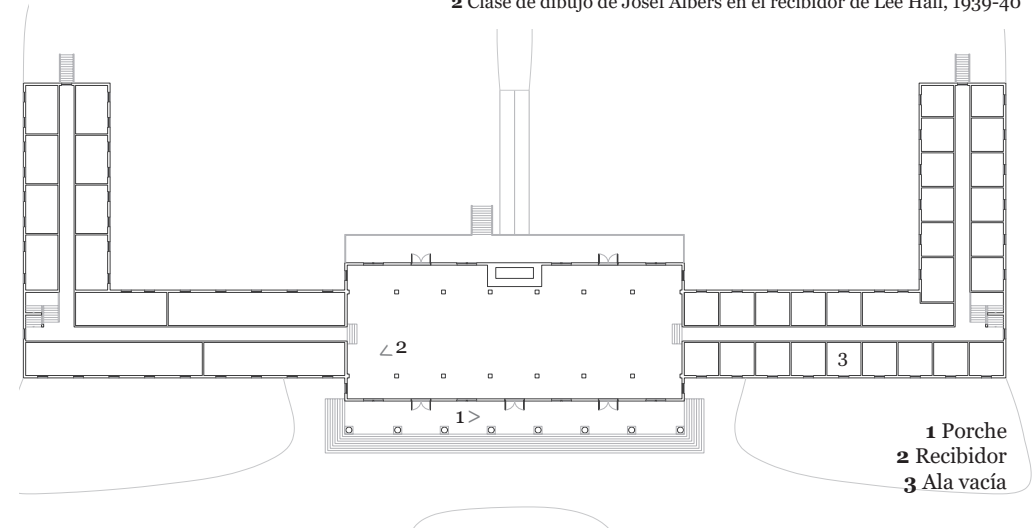 2 Clase de dibujo de Josef Albers en el recibidor de Lee Hall, 1939-40
2
3
1
1 Porche
2 Recibidor
3 Ala vacía